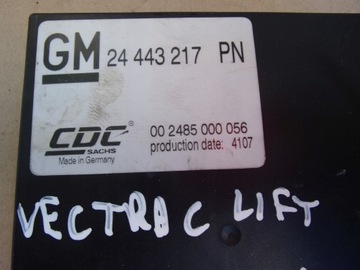 GM 24 443 217 PN
CDC ® 00 2485 000 056
SACHS production date: 4107
Made in Germany
VECTRA C LIFT